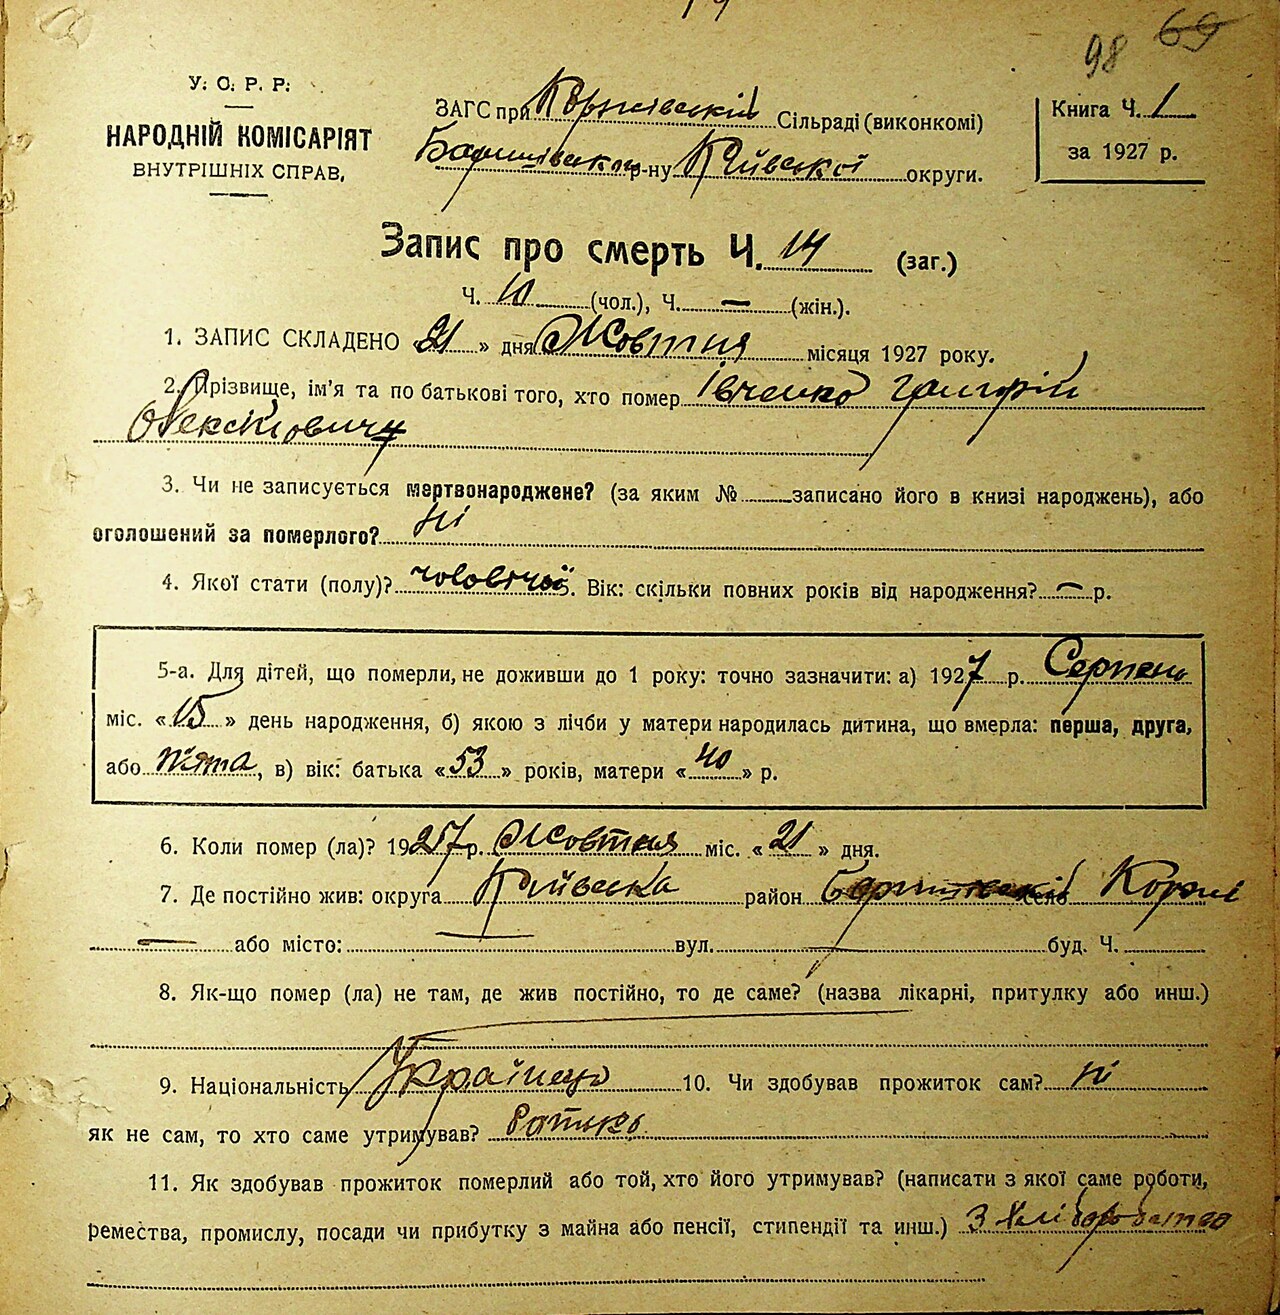 98 69
У. С. Р. Р.
НАРОДНІЙ КОМІСАРІЯТ
ВНУТРІШНІХ СПРАВ.
ЗАГС при Коржівській Сільраді (виконкомі)
Баришівського р-ну Київської округи.
Книга Ч. 1
за 1927 р.
Запис про смерть Ч. 14 (заг.)
Ч. 10 (чол.), Ч. — (жін.).
1. ЗАПИС СКЛАДЕНО «21» дня Жовтня місяця 1927 року.
2. Прізвище, ім'я та по батькові того, хто помер Івченко Григорій
Олексійович
3. Чи не записується мертвонароджене? (за яким № записано його в книзі народжень), або
оголошений за померлого? Ні
4. Якої стати (полу)? чоловічої 5. Вік: скільки повних років від народження? — р.
5-а. Для дітей, що померли, не доживши до 1 року: точно зазначити: а) 1927 р. Серпень
міс. «15» день народження, б) якою з лічби у матери народилась дитина, що вмерла: перша, друга,
або п'ята, в) вік: батька «53» років, матери «40» р.
6. Коли помер (ла)? 1927 р. Жовтня міс. «21» дня.
7. Де постійно жив: округа Київська район Баришівський село Коржі
— або місто: — вул. — буд. Ч.
8. Як-що помер (ла) не там, де жив постійно, то де саме? (назва лікарні, притулку або инш.)
9. Національність Українець 10. Чи здобував прожиток сам? ні
як не сам, то хто саме утримував? батько
11. Як здобував прожиток померлий або той, хто його утримував? (написати з якої саме роботи,
ремества, промислу, посади чи прибутку з майна або пенсії, стипендії та инш.) З хліборобства